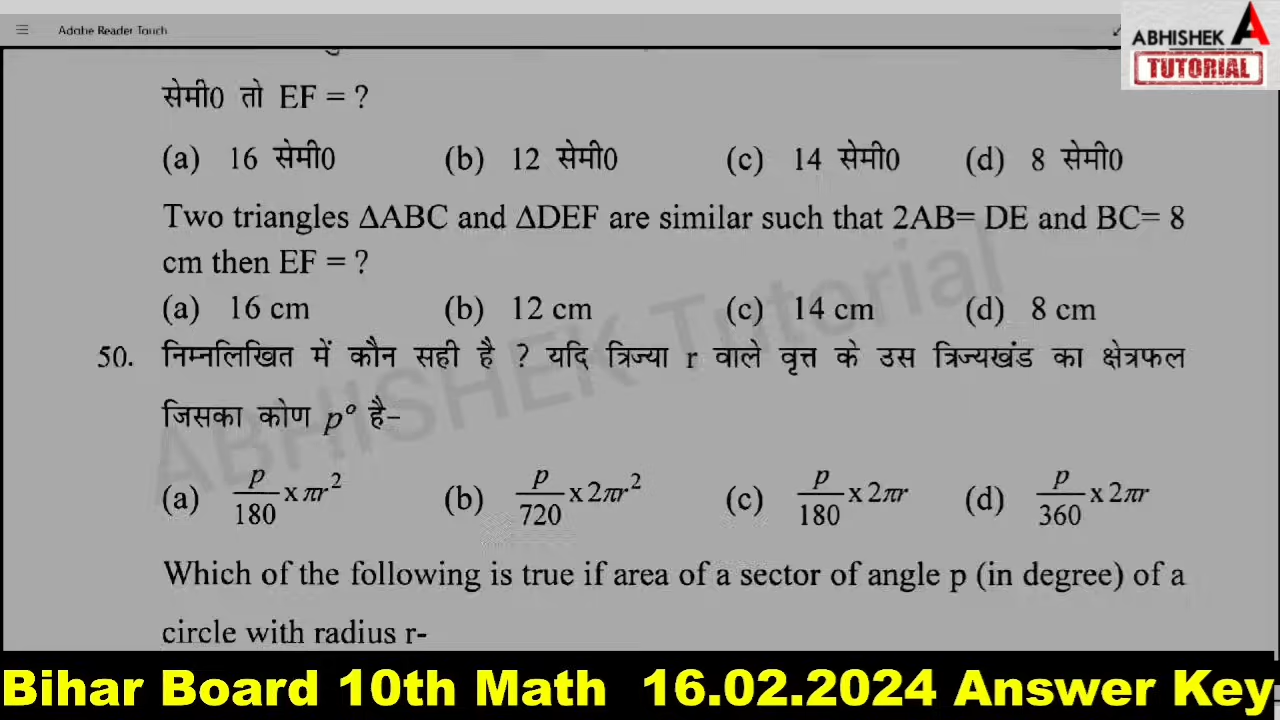 Adobe Reader Touch
ABHISHEK A
TUTORIAL
सेमी0 तो EF = ?
(a) 16 सेमी0 (b) 12 सेमी0 (c) 14 सेमी0 (d) 8 सेमी0
Two triangles ΔABC and ΔDEF are similar such that 2AB= DE and BC= 8
cm then EF = ?
(a) 16 cm (b) 12 cm (c) 14 cm (d) 8 cm
50. निम्नलिखित में कौन सही है ? यदि त्रिज्या r वाले वृत्त के उस त्रिज्यखंड का क्षेत्रफल
जिसका कोण p° है–
(a) p/180 x πr² (b) p/720 x 2πr² (c) p/180 x 2πr (d) p/360 x 2πr
Which of the following is true if area of a sector of angle p (in degree) of a
circle with radius r-
ABHISHEK Tutorial
Bihar Board 10th Math 16.02.2024 Answer Key